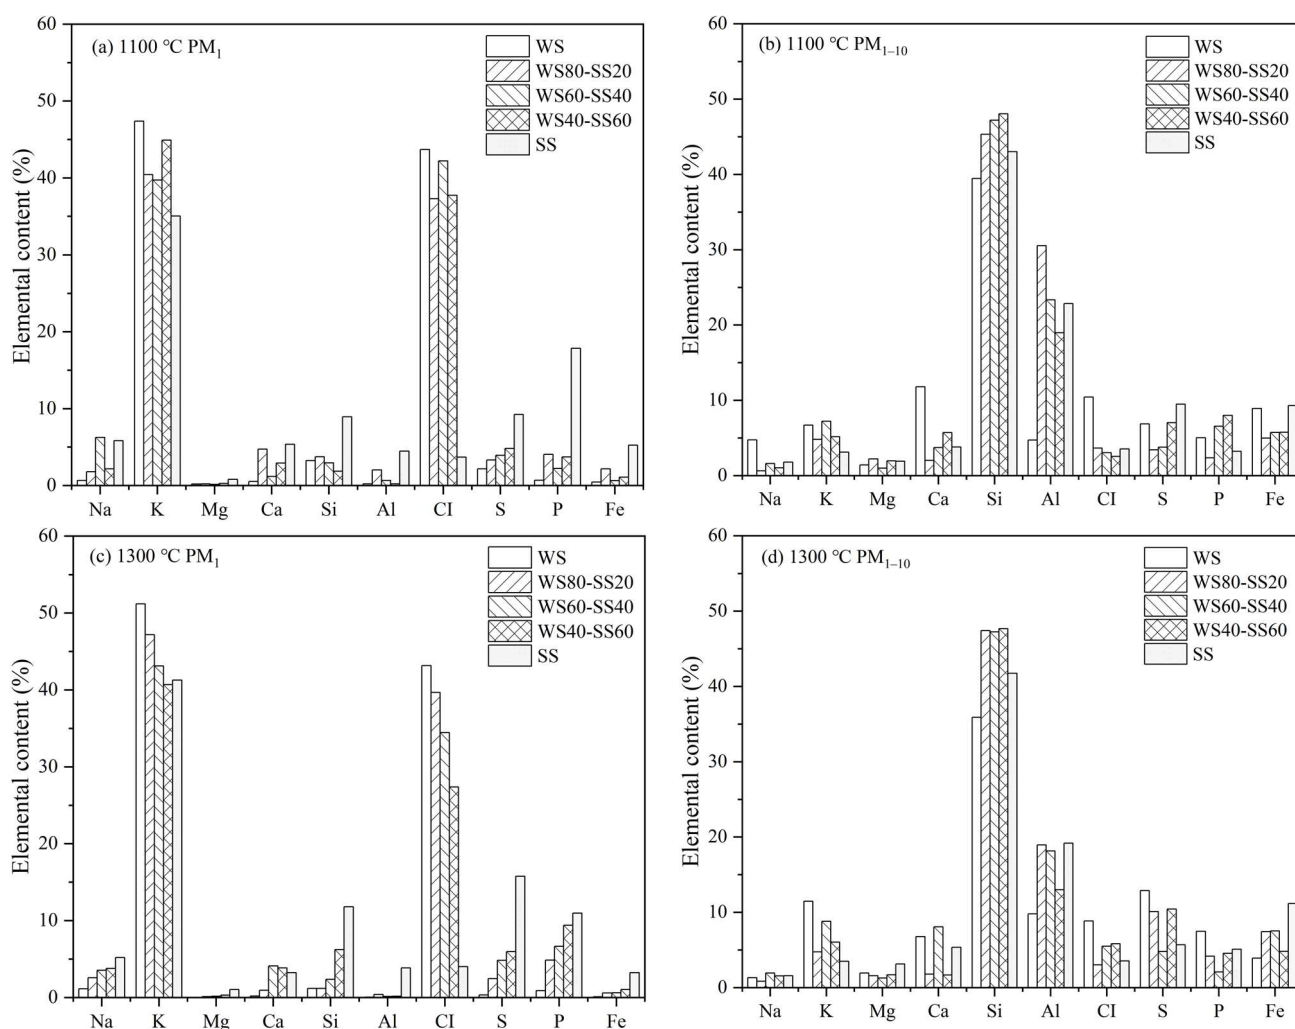 (a) 1100 °C PM1
WS
WS80-SS20
WS60-SS40
WS40-SS60
SS
Elemental content (%)
60
50
40
30
20
10
0
Na K Mg Ca Si Al CI S P Fe
(b) 1100 °C PM1–10
WS
WS80-SS20
WS60-SS40
WS40-SS60
SS
Elemental content (%)
60
50
40
30
20
10
0
Na K Mg Ca Si Al CI S P Fe
(c) 1300 °C PM1
WS
WS80-SS20
WS60-SS40
WS40-SS60
SS
Elemental content (%)
60
50
40
30
20
10
0
Na K Mg Ca Si Al CI S P Fe
(d) 1300 °C PM1–10
WS
WS80-SS20
WS60-SS40
WS40-SS60
SS
Elemental content (%)
60
50
40
30
20
10
0
Na K Mg Ca Si Al CI S P Fe